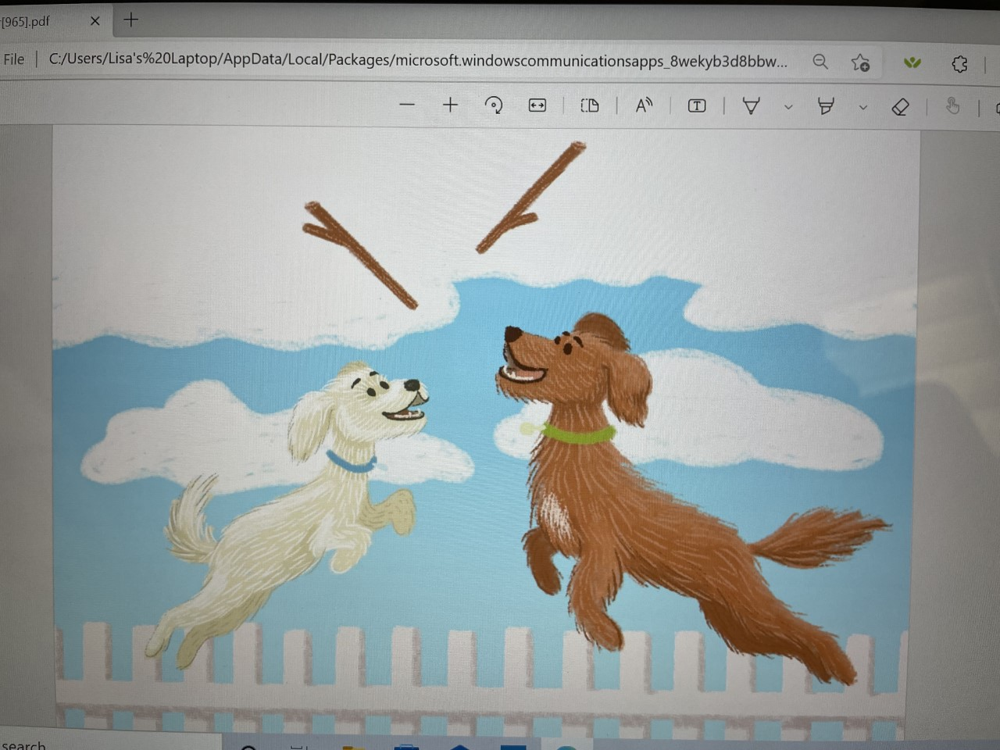 [965].pdf
File | C:/Users/Lisa's%20Laptop/AppData/Local/Packages/microsoft.windowscommunicationsapps_8wekyb3d8bbw...
search